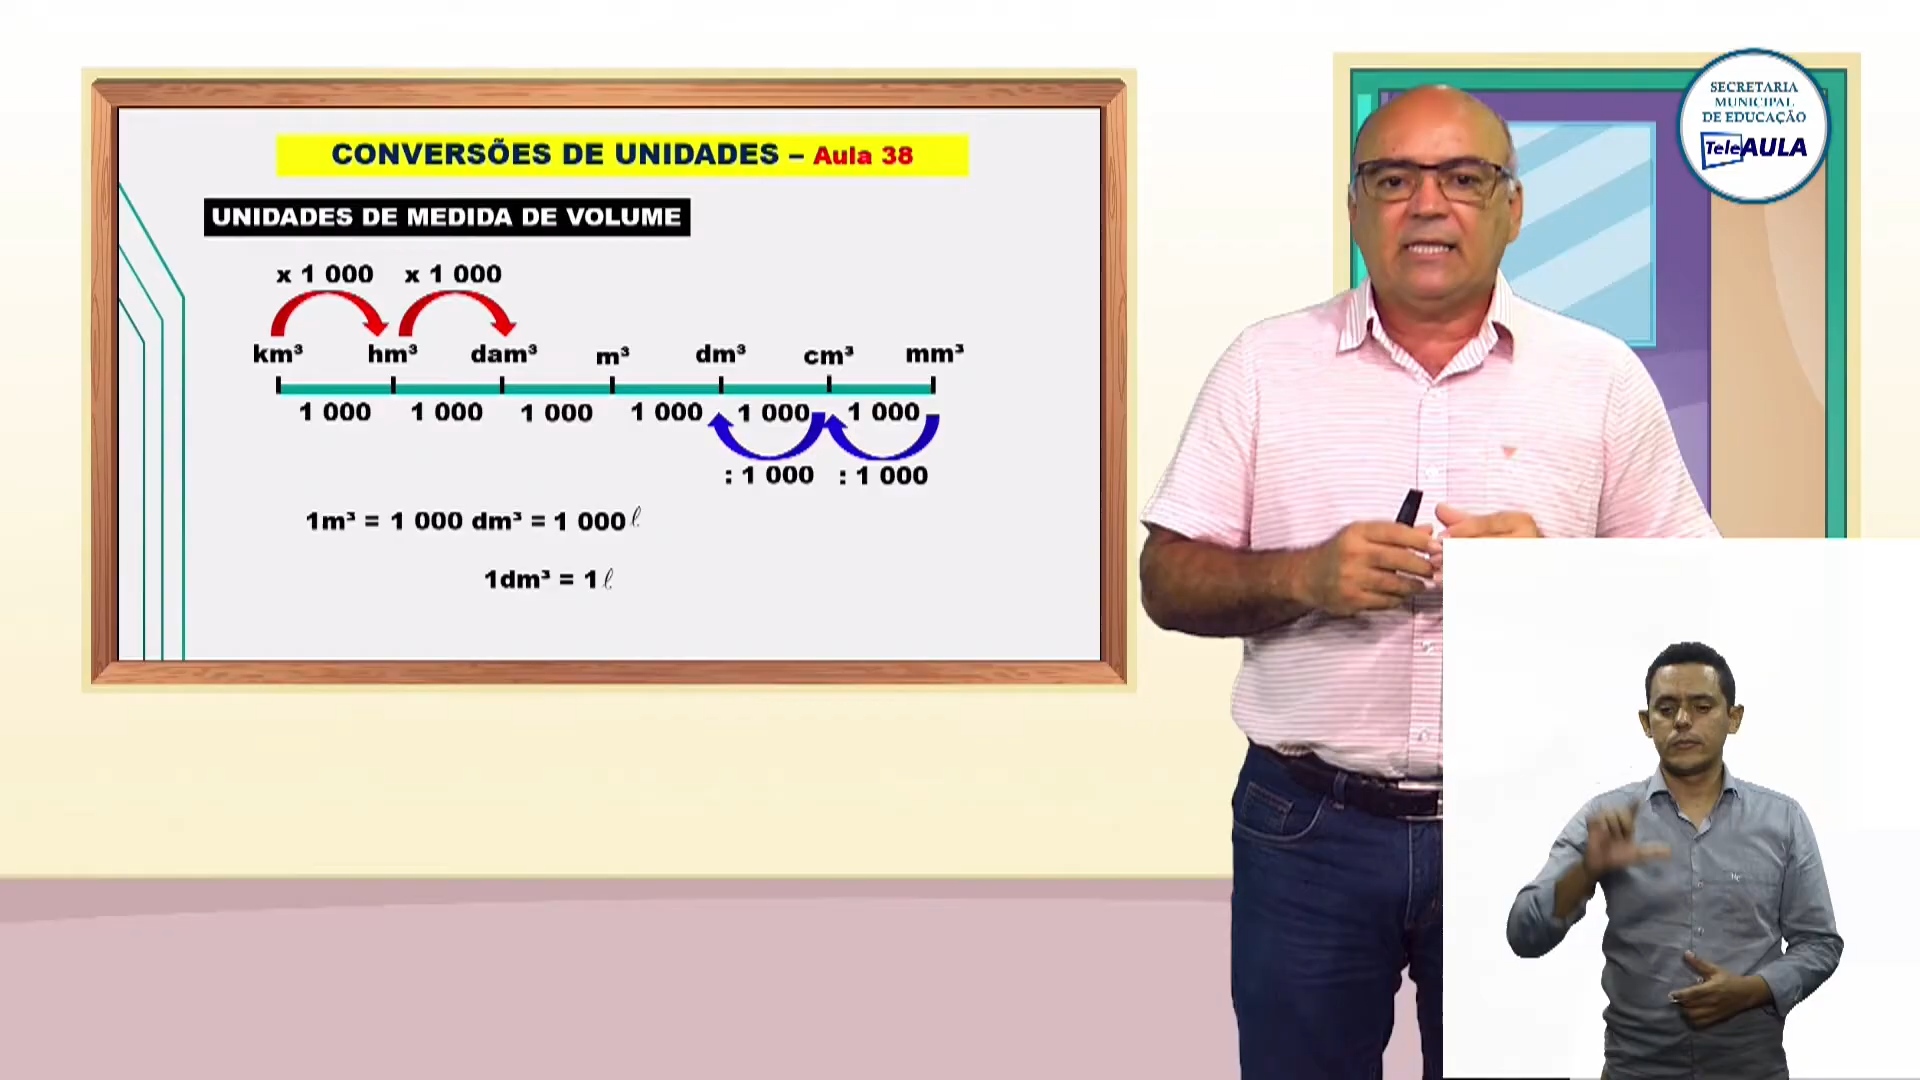 CONVERSÕES DE UNIDADES – Aula 38
UNIDADES DE MEDIDA DE VOLUME
x 1 000 x 1 000
km³ hm³ dam³ m³ dm³ cm³ mm³
1 000 1 000 1 000 1 000 1 000 1 000
: 1 000 : 1 000
1m³ = 1 000 dm³ = 1 000 ℓ
1dm³ = 1 ℓ
SECRETARIA
MUNICIPAL
DE EDUCAÇÃO
TeleAULA